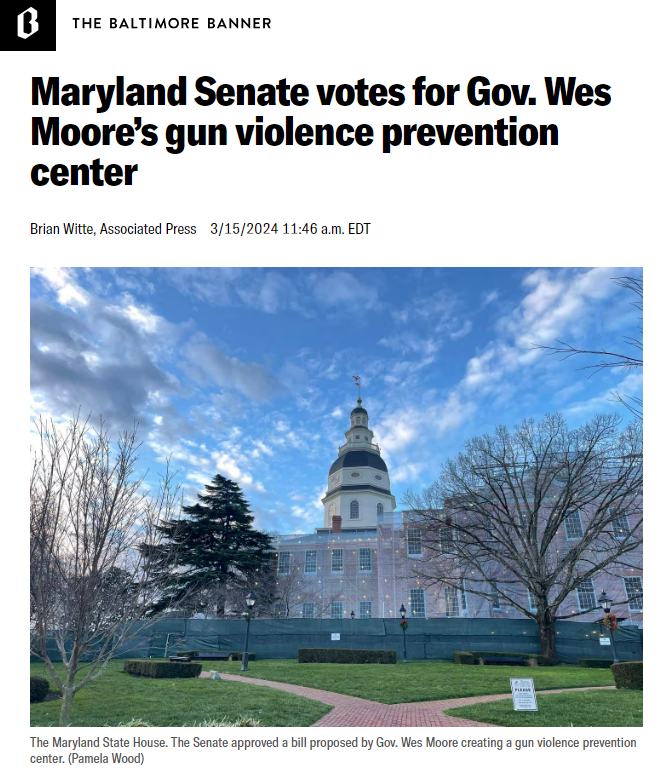 THE BALTIMORE BANNER
Maryland Senate votes for Gov. Wes
Moore’s gun violence prevention
center
Brian Witte, Associated Press 3/15/2024 11:46 a.m. EDT
PLEASE
The Maryland State House. The Senate approved a bill proposed by Gov. Wes Moore creating a gun violence prevention
center. (Pamela Wood)